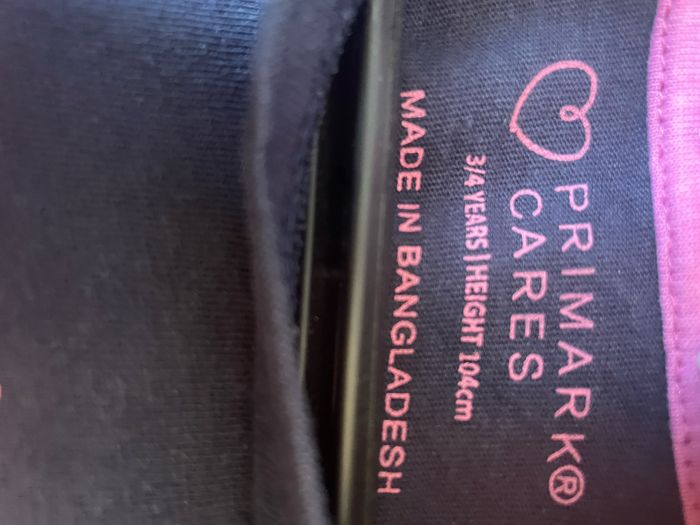 PRIMARK®
CARES
3/4 YEARS | HEIGHT 104cm
MADE IN BANGLADESH